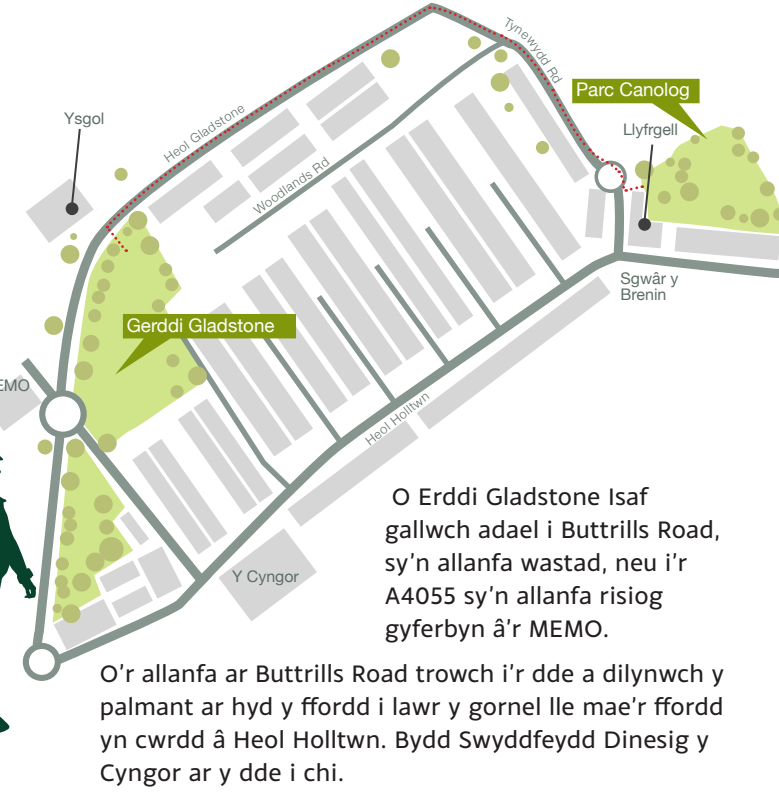 Tynewydd Rd
Parc Canolog
Ysgol
Llyfrgell
Heol Gladstone
Woodlands Rd
Sgwâr y
Brenin
Gerddi Gladstone
EMO
Heol Holltwn
Y Cyngor
O Erddi Gladstone Isaf
gallwch adael i Buttrills Road,
sy'n allanfa wastad, neu i'r
A4055 sy'n allanfa risiog
gyferbyn â'r MEMO.
O'r allanfa ar Buttrills Road trowch i'r dde a dilynwch y
palmant ar hyd y ffordd i lawr y gornel lle mae'r ffordd
yn cwrdd â Heol Holltwn. Bydd Swyddfeydd Dinesig y
Cyngor ar y dde i chi.